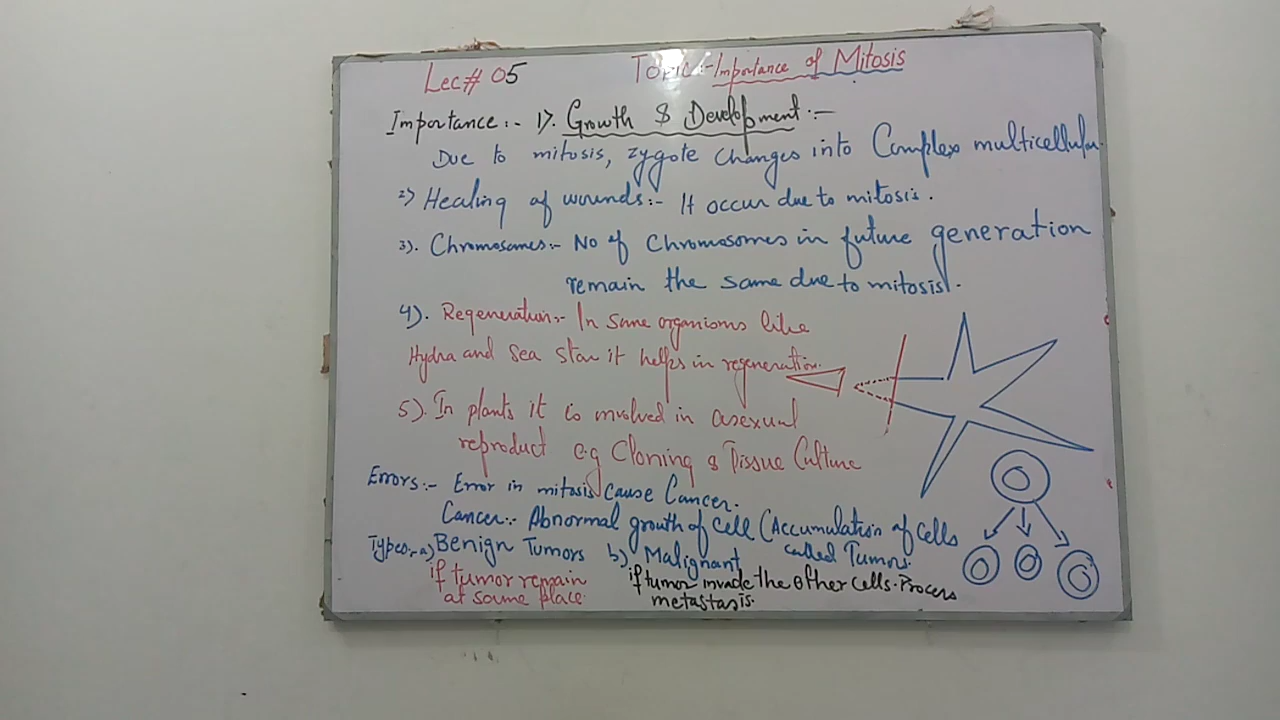 Lec# 05
Topic:- Importance of Mitosis
Importance:- 1). Growth & Development:-
Due to mitosis, zygote changes into Complex multicellular.
2) Healing of wounds:- It occur due to mitosis.
3). Chromosomes:- No of Chromosomes in future generation
remain the same due to mitosis.
4). Regeneration:- In some organisms like
Hydra and Sea star it helps in regeneration.
5). In plants it is involved in asexual
reproduct e.g Cloning & Tissue Culture
Errors:- Error in mitosis cause Cancer.
Cancer:- Abnormal growth of cell (Accumulation of cells
called Tumors.
Types:- a) Benign Tumors b) Malignant
if tumor remain
at soume place.
if tumor invade the other cells. Process
metastasis.